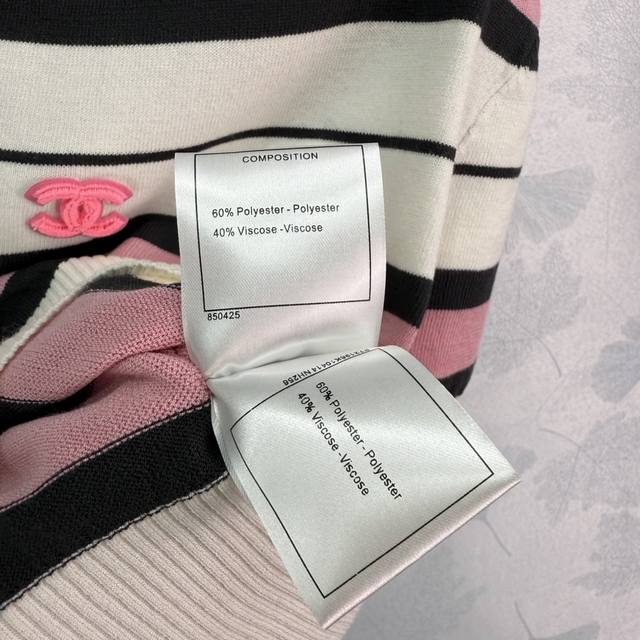 COMPOSITION
60% Polyester - Polyester
40% Viscose -Viscose
850425
60% Polyester - Polyester
40% Viscose -Viscose